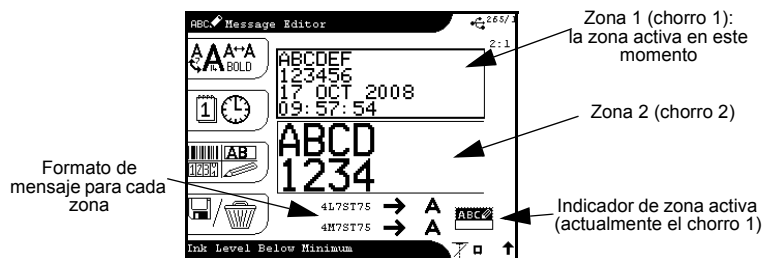 ABC Message Editor
265/1
2:1
A A A↔A
BOLD
ABCDEF
123456
17 OCT 2008
09:57:54
1
ABCD
1234
AB
4L7ST75 → A
4M7ST75 → A
ABC
Ink Level Below Minimum
Zona 1 (chorro 1):
la zona activa en este
momento
Zona 2 (chorro 2)
Formato de
mensaje para cada
zona
Indicador de zona activa
(actualmente el chorro 1)